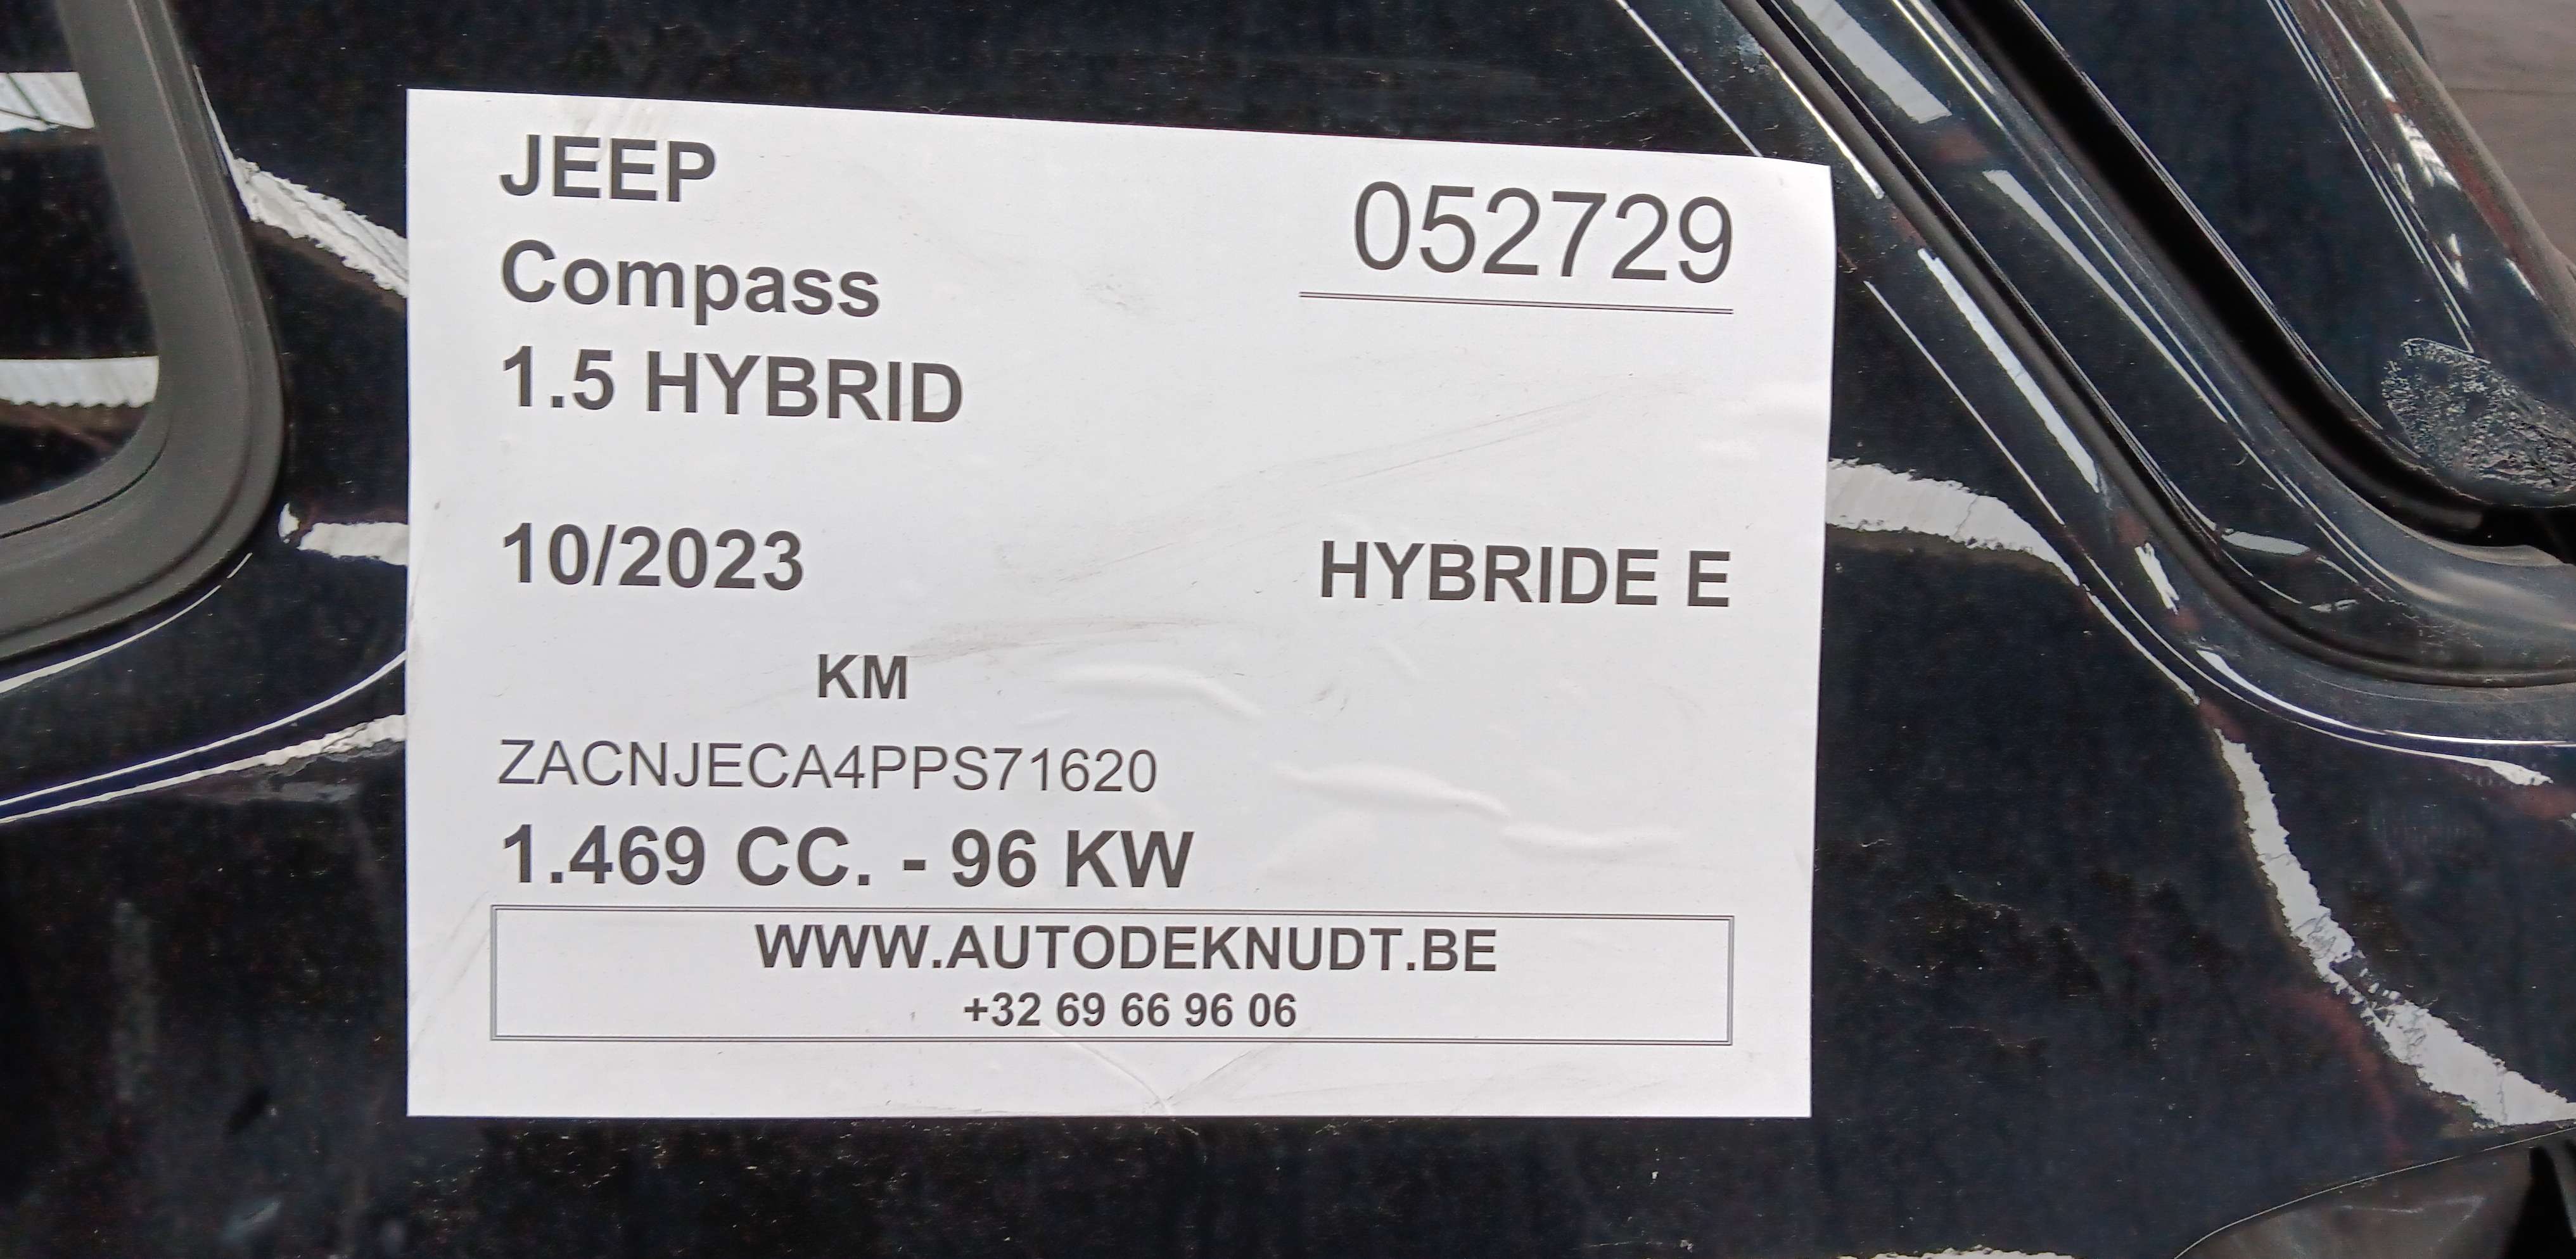 JEEP
052729
Compass
1.5 HYBRID
10/2023
HYBRIDE E
KM
ZACNJECA4PPS71620
1.469 CC. - 96 KW
WWW.AUTODEKNUDT.BE
+32 69 66 96 06